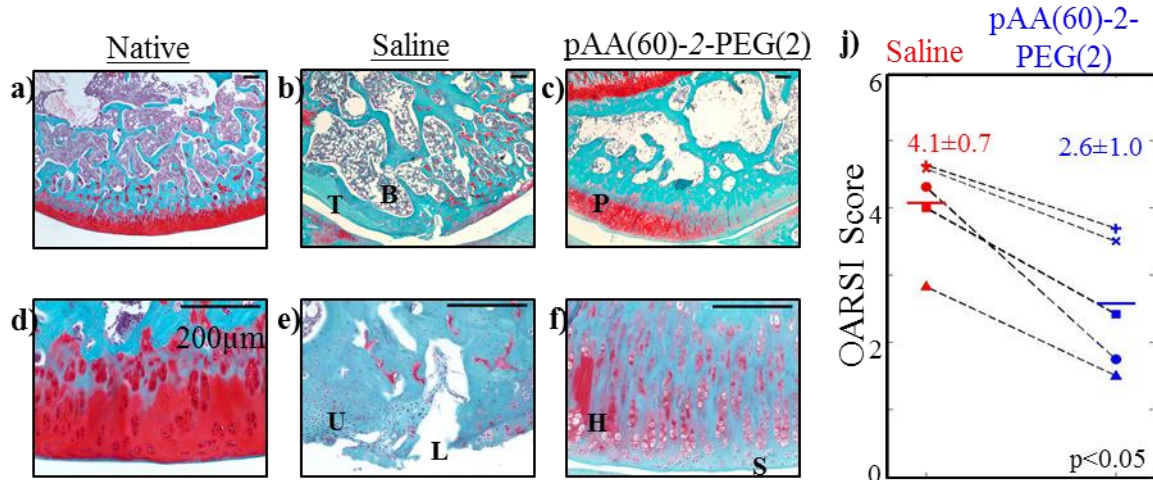 Native
Saline
pAA(60)-2-PEG(2)
a)
b)
T
B
c)
P
d)
200µm
e)
U
L
f)
H
S
j)
Saline
pAA(60)-2-
PEG(2)
OARSI Score
6
4
2
0
4.1±0.7
2.6±1.0
p<0.05